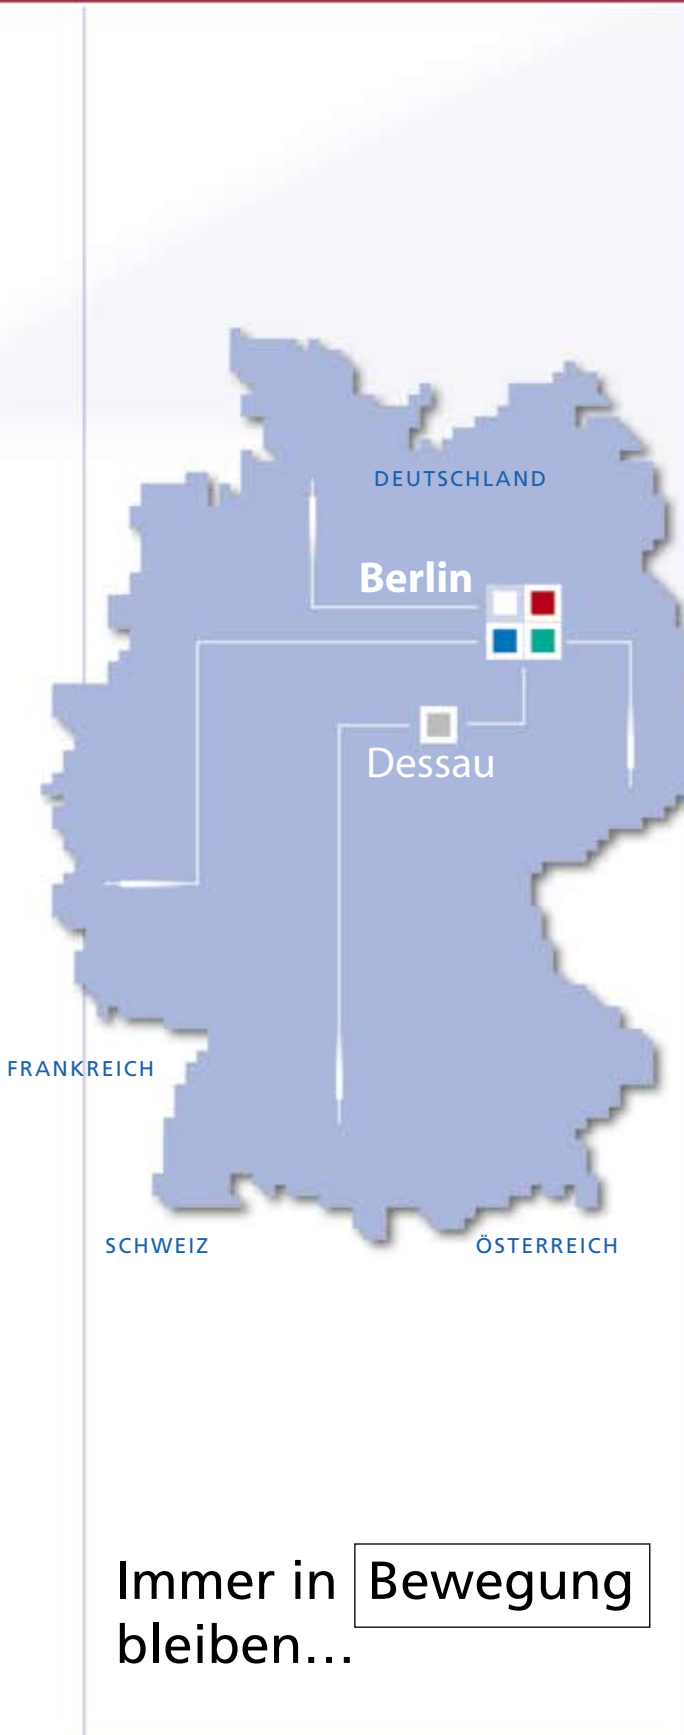 DEUTSCHLAND
Berlin
Dessau
FRANKREICH
SCHWEIZ
ÖSTERREICH
Immer in Bewegung
bleiben…